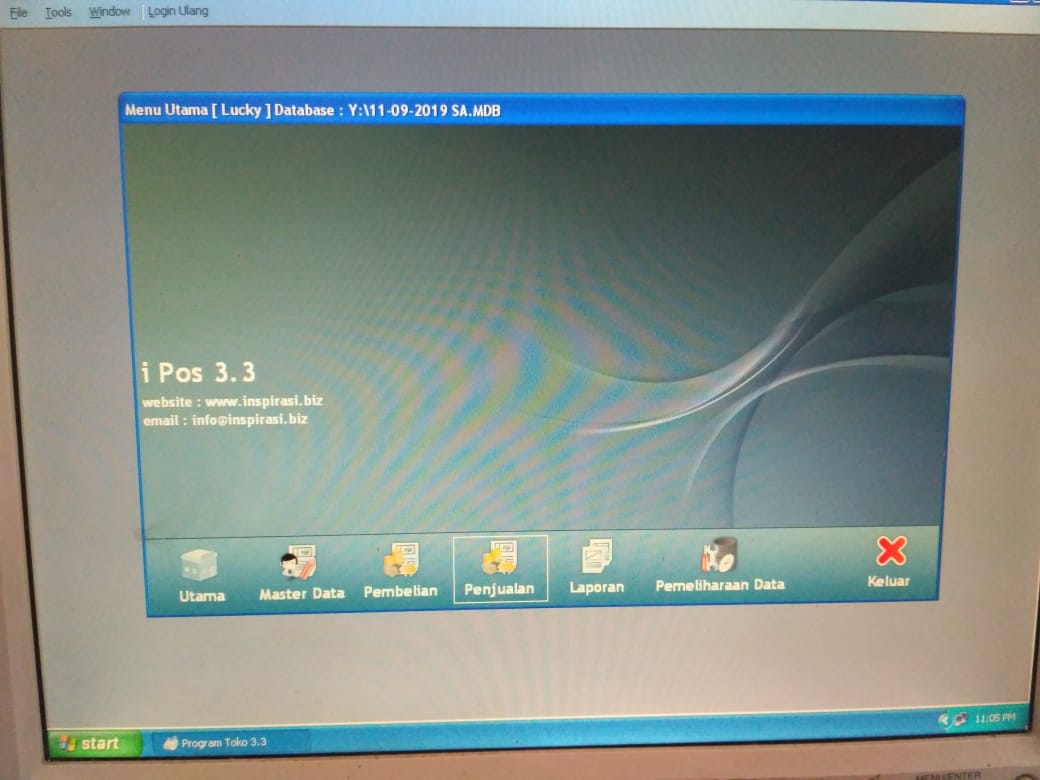 File Tools Window Login Ulang
Menu Utama [ Lucky ] Database : Y:\11-09-2019 SA.MDB
i Pos 3.3
website : www.inspirasi.biz
email : info@inspirasi.biz
Utama Master Data Pembelian Penjualan Laporan Pemeliharaan Data Keluar
start Program Toko 3.3 11:05 PM
MENU/ENTER